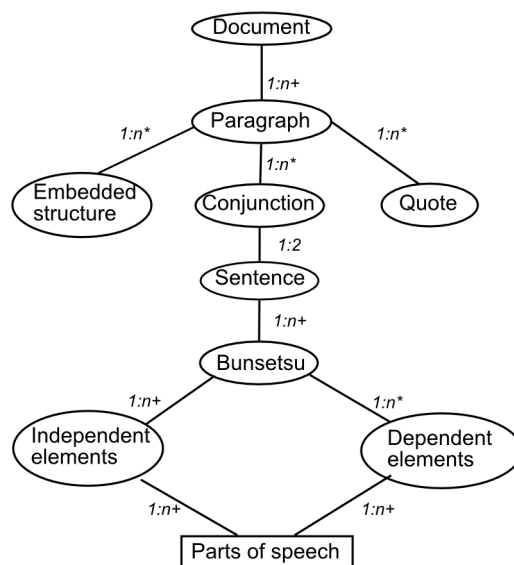 Document
1:n+
Paragraph
1:n*
1:n*
1:n*
Embedded
structure
Conjunction
Quote
1:2
Sentence
1:n+
Bunsetsu
1:n+
1:n*
Independent
elements
Dependent
elements
1:n+
1:n+
Parts of speech